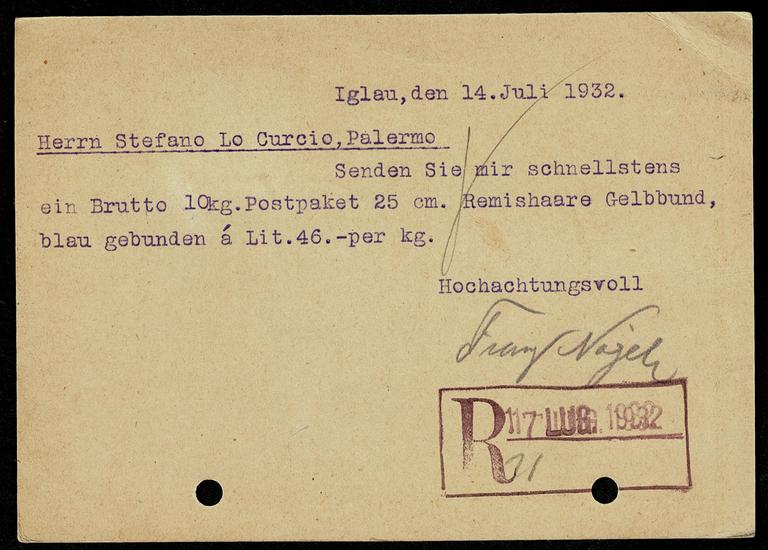 Iglau,den 14.Juli 1932.
Herrn Stefano Lo Curcio,Palermo
Senden Sie mir schnellstens
ein Brutto 10kg.Postpaket 25 cm. Remishaare Gelbbund,
blau gebunden á Lit.46.-per kg.
Hochachtungsvoll
Franz Nagel
R 17 LUG. 1932
21